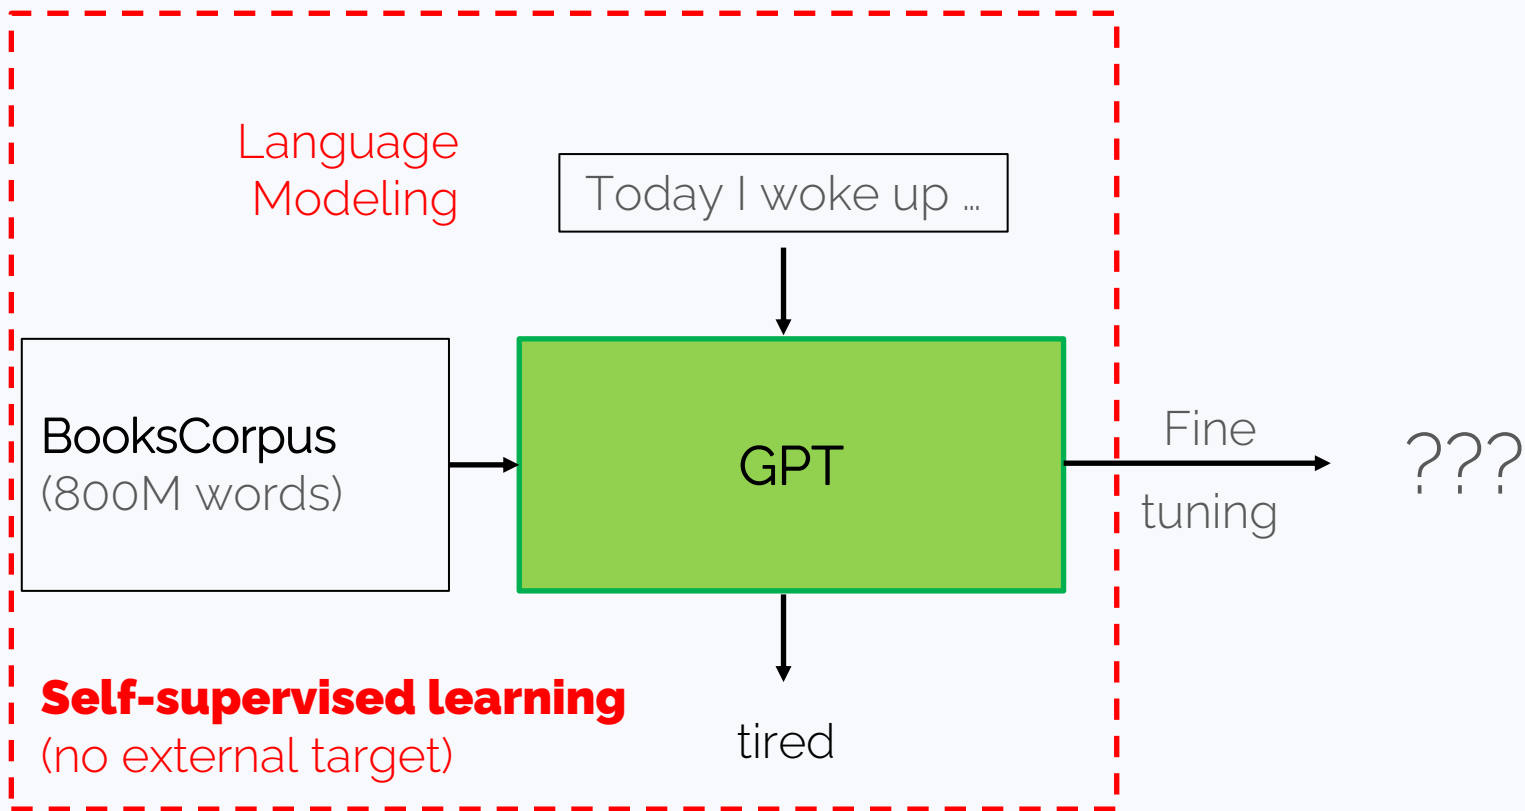 Language
Modeling
Today I woke up ...
BooksCorpus
(800M words)
GPT
Fine
tuning
???
Self-supervised learning
(no external target)
tired